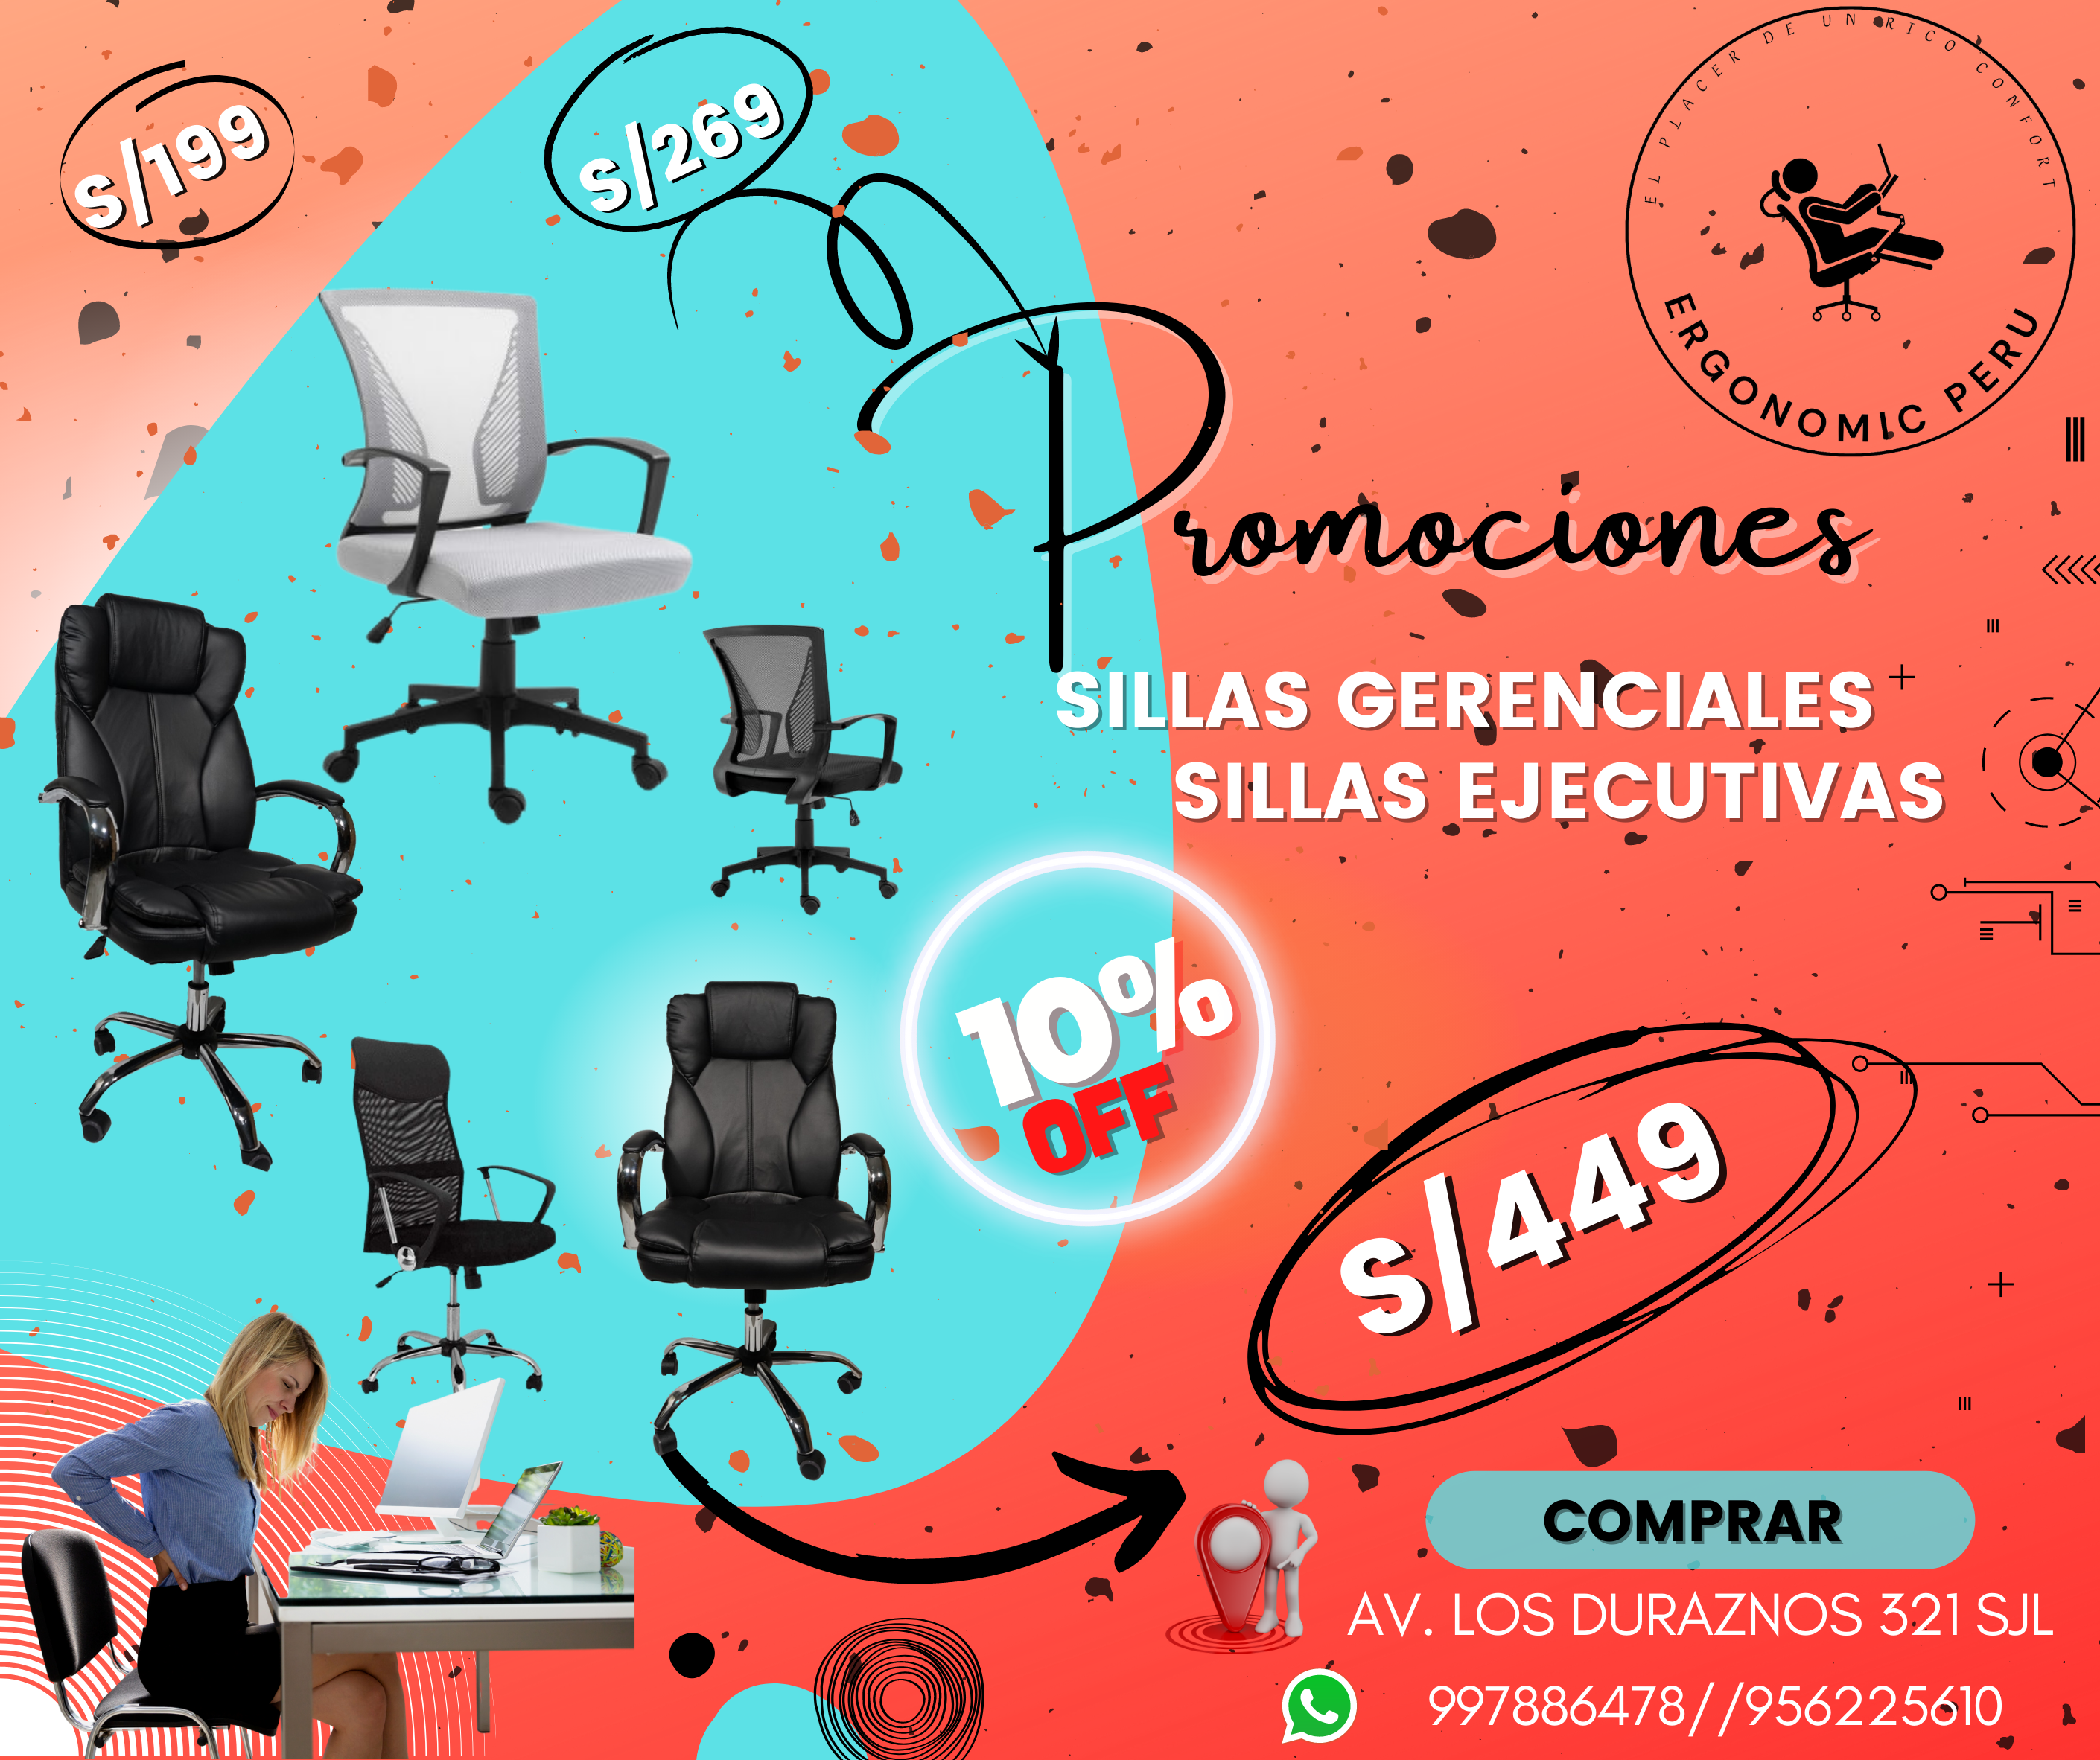 s/199
s/269
EL PLACER DE UN RICO CONFORT
ERGONOMIC PERU
Promociones
SILLAS GERENCIALES
SILLAS EJECUTIVAS
10%
OFF
s/449
COMPRAR
AV. LOS DURAZNOS 321 SJL
997886478//956225610